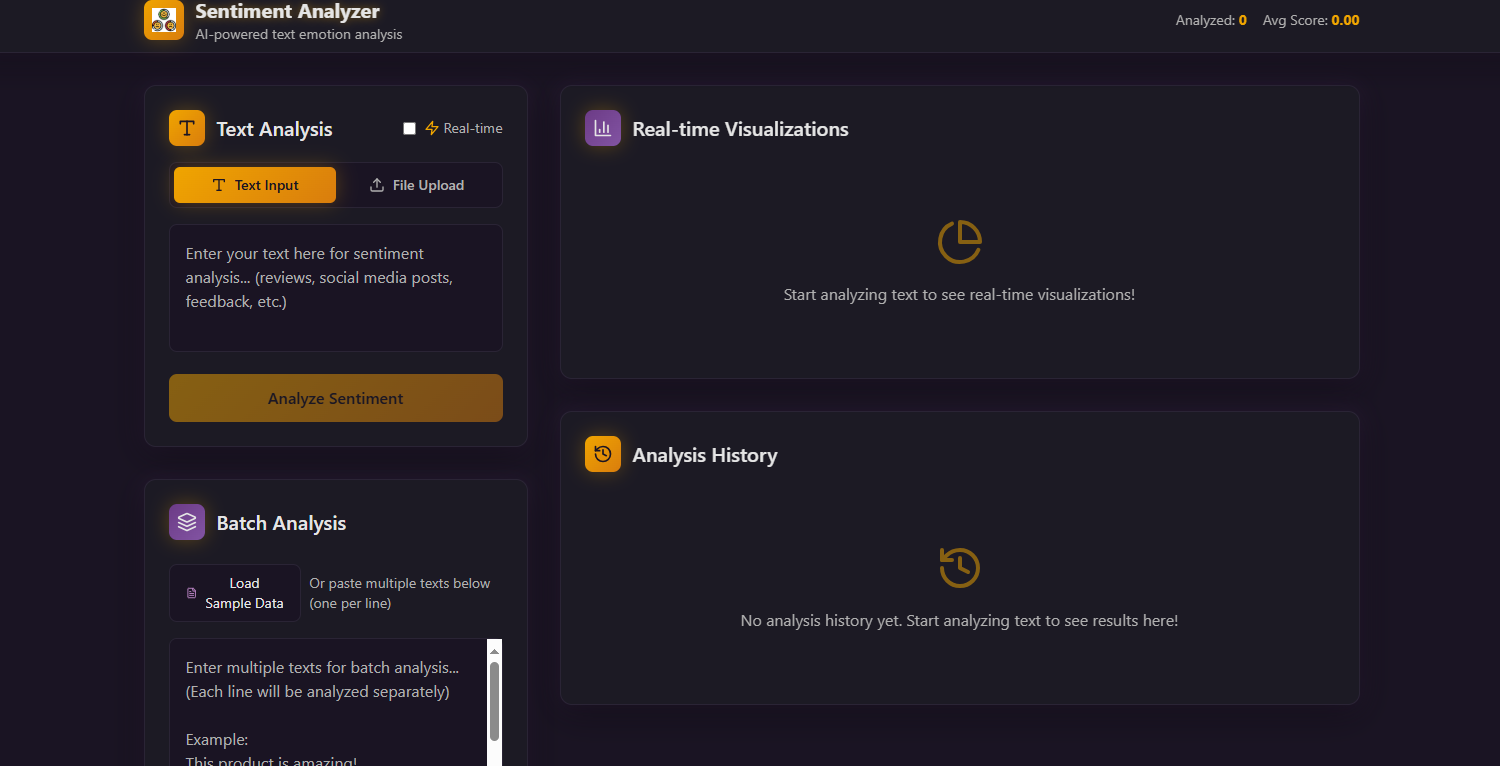 Sentiment Analyzer
AI-powered text emotion analysis
Analyzed: 0 Avg Score: 0.00
Text Analysis
Real-time
Text Input
File Upload
Enter your text here for sentiment
analysis... (reviews, social media posts,
feedback, etc.)
Analyze Sentiment
Batch Analysis
Load
Sample Data
Or paste multiple texts below
(one per line)
Enter multiple texts for batch analysis...
(Each line will be analyzed separately)
Example:
This product is amazing!
Real-time Visualizations
Start analyzing text to see real-time visualizations!
Analysis History
No analysis history yet. Start analyzing text to see results here!